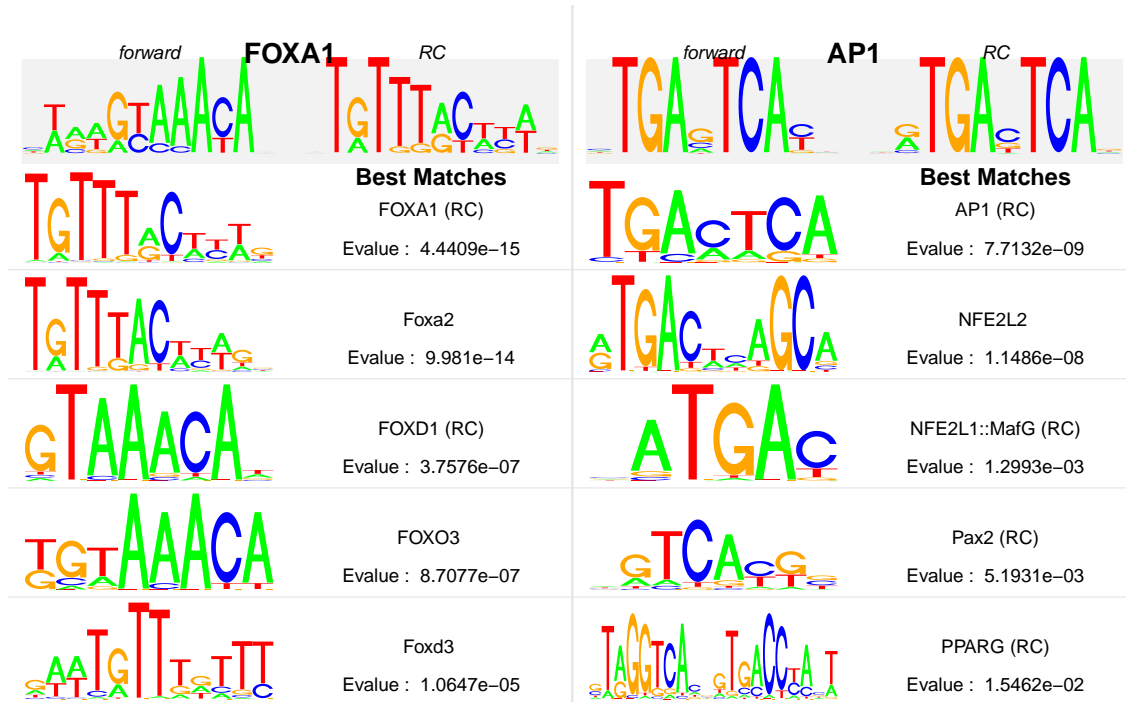 FOXA1
forward
RC
Best Matches
FOXA1 (RC)
Evalue : 4.4409e−15
Foxa2
Evalue : 9.981e−14
FOXD1 (RC)
Evalue : 3.7576e−07
FOXO3
Evalue : 8.7077e−07
Foxd3
Evalue : 1.0647e−05
AP1
forward
RC
Best Matches
AP1 (RC)
Evalue : 7.7132e−09
NFE2L2
Evalue : 1.1486e−08
NFE2L1::MafG (RC)
Evalue : 1.2993e−03
Pax2 (RC)
Evalue : 5.1931e−03
PPARG (RC)
Evalue : 1.5462e−02